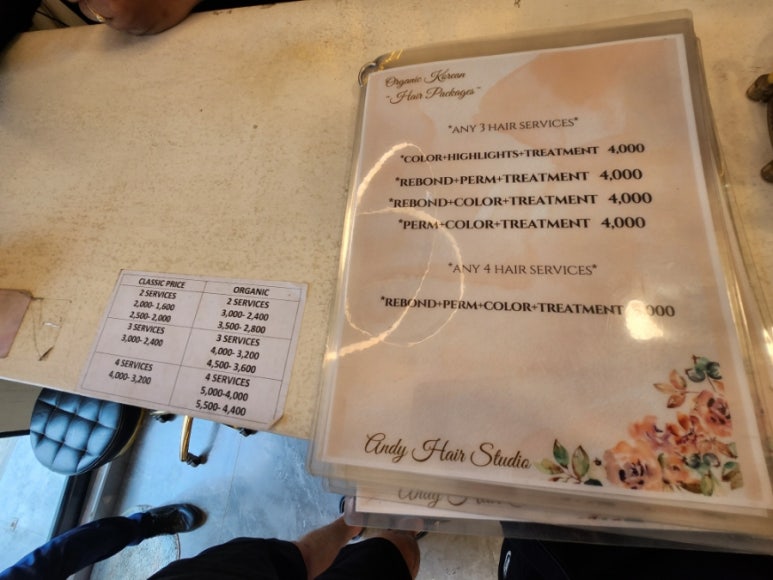 Organic Korean
"Hair Packages"
*ANY 3 HAIR SERVICES*
*COLOR+HIGHLIGHTS+TREATMENT 4,000
*REBOND+PERM+TREATMENT 4,000
*REBOND+COLOR+TREATMENT 4,000
*PERM+COLOR+TREATMENT 4,000
*ANY 4 HAIR SERVICES*
*REBOND+PERM+COLOR+TREATMENT ,000
Andy Hair Studio
Andy Hair
CLASSIC PRICE
2 SERVICES
2,000- 1,600
2,500- 2,000
3 SERVICES
3,000- 2,400
4 SERVICES
4,000- 3,200
ORGANIC
2 SERVICES
3,000- 2,400
3,500- 2,800
3 SERVICES
4,000- 3,200
4,500- 3,600
4 SERVICES
5,000-4,000
5,500- 4,400